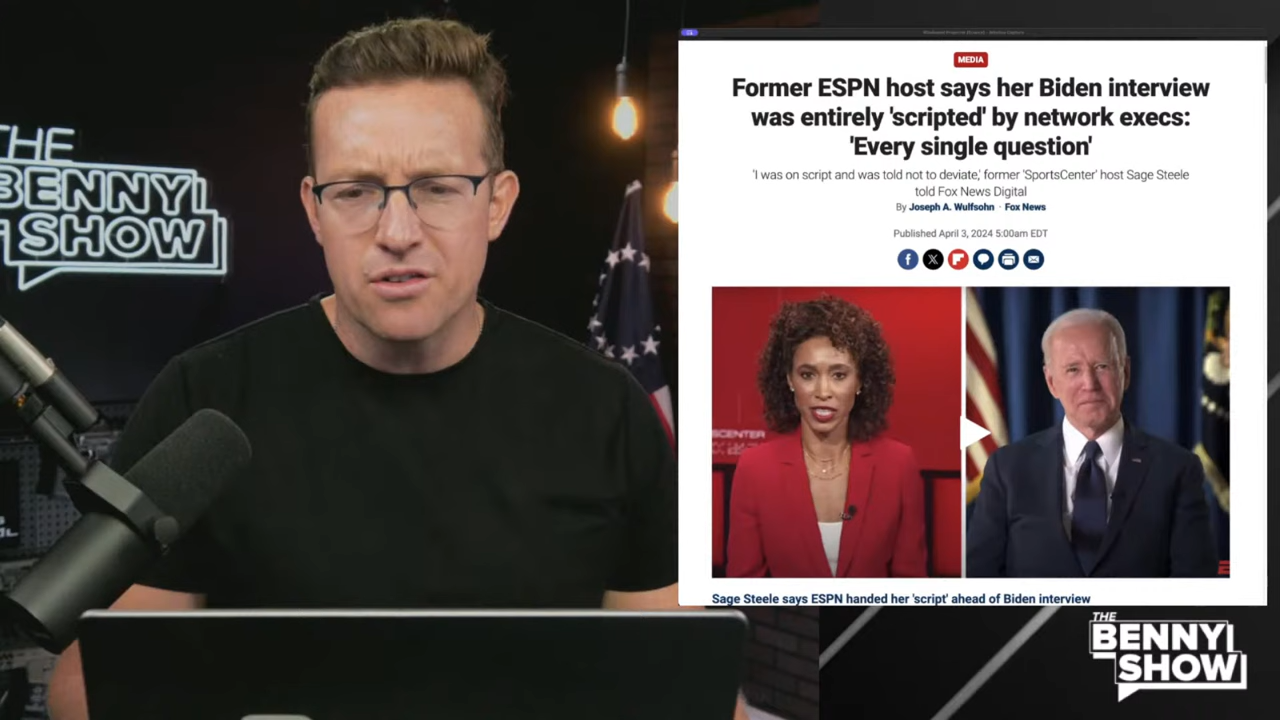 THE
BENNY
SHOW
MEDIA
Former ESPN host says her Biden interview
was entirely 'scripted' by network execs:
'Every single question'
'I was on script and was told not to deviate,' former 'SportsCenter' host Sage Steele
told Fox News Digital
By Joseph A. Wulfsohn · Fox News
Published April 3, 2024 5:00am EDT
Sage Steele says ESPN handed her 'script' ahead of Biden interview
THE
BENNY
SHOW